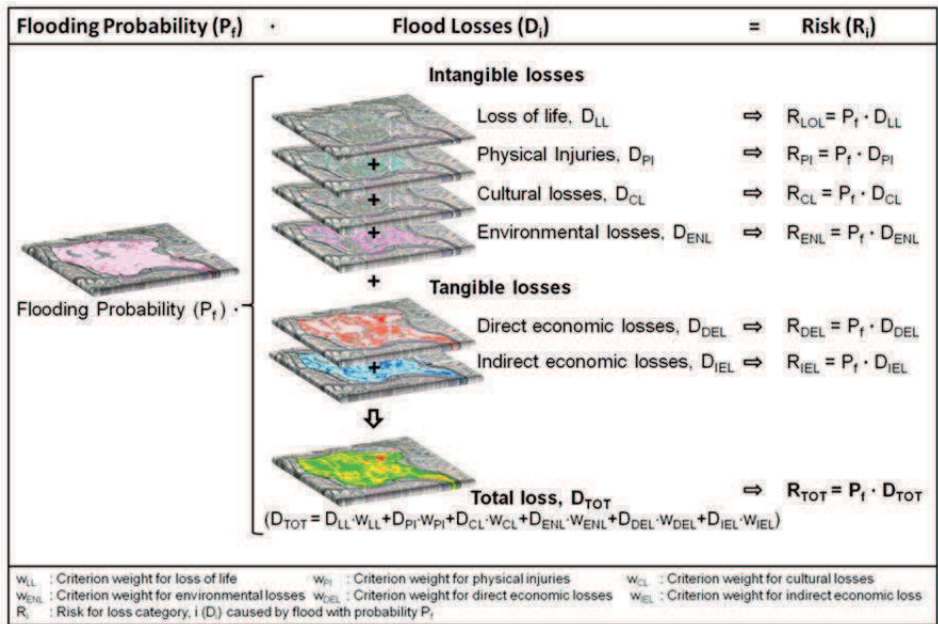 Flooding Probability (Pf) · Flood Losses (Di) = Risk (Ri)
Intangible losses
Loss of life, DLL ⇨ RLOL = Pf · DLL
+ Physical Injuries, DPI ⇨ RPI = Pf · DPI
+ Cultural losses, DCL ⇨ RCL = Pf · DCL
+ Environmental losses, DENL ⇨ RENL = Pf · DENL
+
Tangible losses
Flooding Probability (Pf) ·
Direct economic losses, DDEL ⇨ RDEL = Pf · DDEL
+ Indirect economic losses, DIEL ⇨ RIEL = Pf · DIEL
Total loss, DTOT ⇨ RTOT = Pf · DTOT
(DTOT = DLL·wLL+DPI·wPI+DCL·wCL+DENL·wENL+DDEL·wDEL+DIEL·wIEL)
wLL : Criterion weight for loss of life wPI : Criterion weight for physical injuries wCL : Criterion weight for cultural losses
wENL : Criterion weight for environmental losses wDEL : Criterion weight for direct economic losses wIEL : Criterion weight for indirect economic loss
Ri : Risk for loss category, i (Di) caused by flood with probability Pf